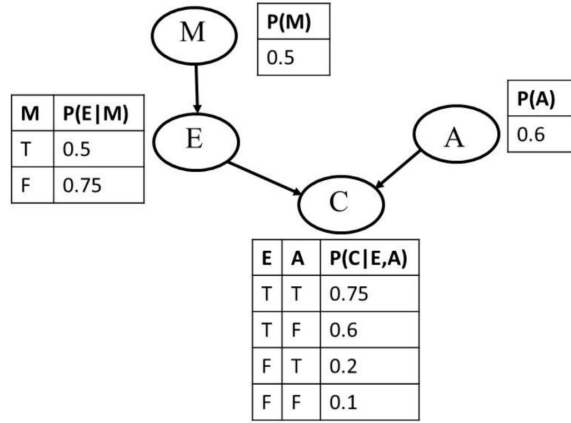 M
P(M)
0.5
M P(E|M)
T 0.5
F 0.75
E
A
P(A)
0.6
C
E A P(C|E,A)
T T 0.75
T F 0.6
F T 0.2
F F 0.1